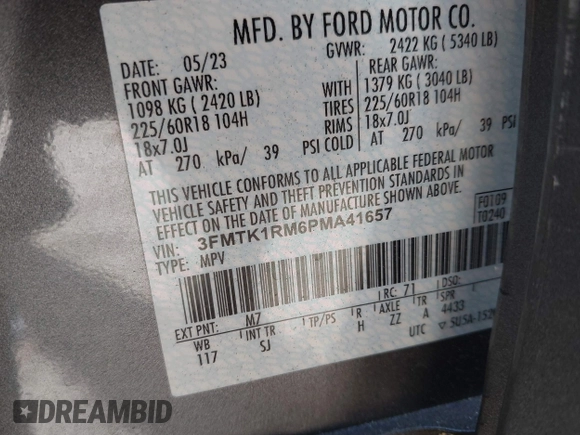 MFD. BY FORD MOTOR CO.
DATE: 05/23 GVWR: 2422 KG ( 5340 LB)
FRONT GAWR: REAR GAWR:
1098 KG ( 2420 LB) WITH 1379 KG ( 3040 LB)
225/60R18 104H TIRES 225/60R18 104H
18x7.0J RIMS 18x7.0J
AT 270 kPa/ 39 PSI COLD AT 270 kPa/ 39 PSI
THIS VEHICLE CONFORMS TO ALL APPLICABLE FEDERAL MOTOR
VEHICLE SAFETY AND THEFT PREVENTION STANDARDS IN
EFFECT ON THE DATE OF MANUFACTURE SHOWN ABOVE.
VIN: 3FMTK1RM6PMA41657
TYPE: MPV
F0109
T0240
EXT PNT: M7 RC: 71 DSO:
WB INT TR TP/PS R AXLE TR SPR
117 SJ H ZZ A 4433
UTC
DREAMBID